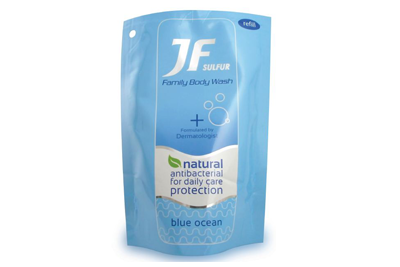 refill
JF
SULFUR
Family Body Wash
+
Formulated by
Dermatologist
natural
antibacterial
for daily care
protection
blue ocean